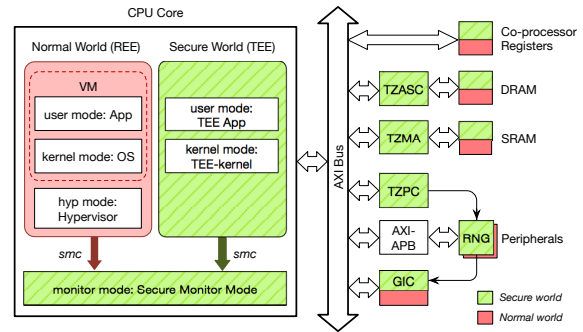 CPU Core
Normal World (REE)
Secure World (TEE)
VM
user mode: App
kernel mode: OS
hyp mode:
Hypervisor
user mode:
TEE App
kernel mode:
TEE-kernel
smc
smc
monitor mode: Secure Monitor Mode
AXI Bus
Co-processor
Registers
TZASC
DRAM
TZMA
SRAM
TZPC
AXI-
APB
RNG
Peripherals
GIC
Secure world
Normal world